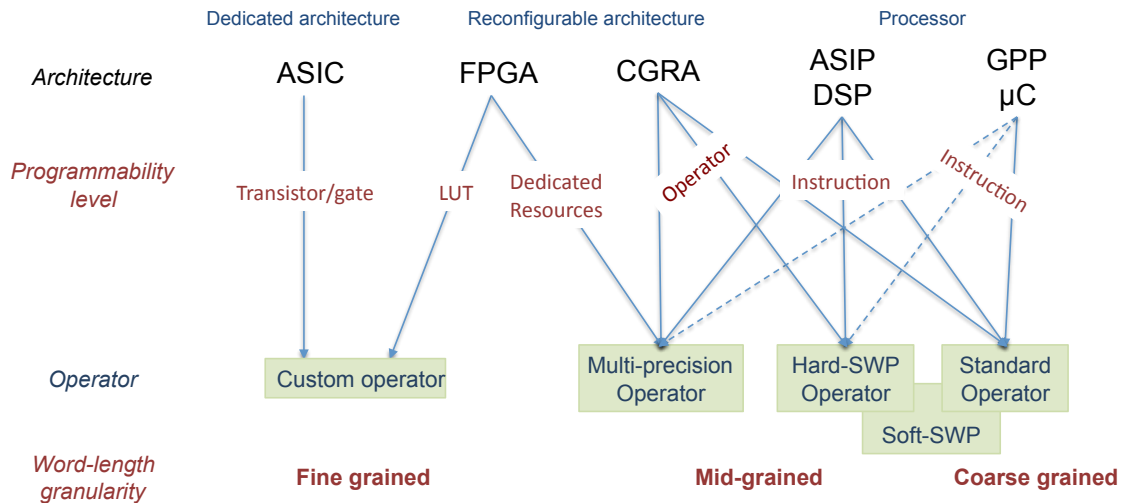 Dedicated architecture
Reconfigurable architecture
Processor
Architecture
ASIC
FPGA
CGRA
ASIP
DSP
GPP
µC
Programmability
level
Transistor/gate
LUT
Dedicated
Resources
Operator
Instruction
Instruction
Operator
Custom operator
Multi-precision
Operator
Hard-SWP
Operator
Standard
Operator
Soft-SWP
Word-length
granularity
Fine grained
Mid-grained
Coarse grained